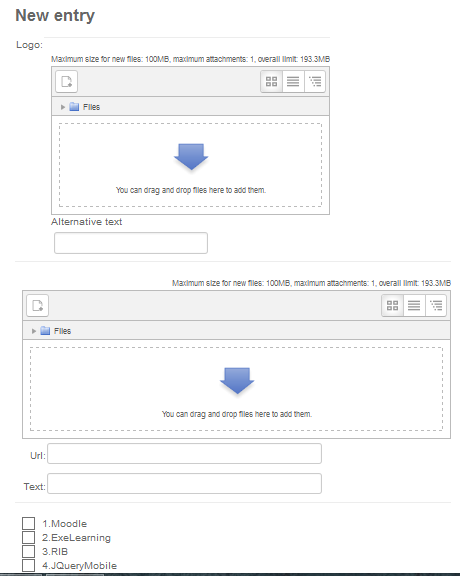 New entry
Logo:
Maximum size for new files: 100MB, maximum attachments: 1, overall limit: 193.3MB
Files
You can drag and drop files here to add them.
Alternative text
Maximum size for new files: 100MB, maximum attachments: 1, overall limit: 193.3MB
Files
You can drag and drop files here to add them.
Url:
Text:
1.Moodle
2.ExeLearning
3.RIB
4.JQueryMobile